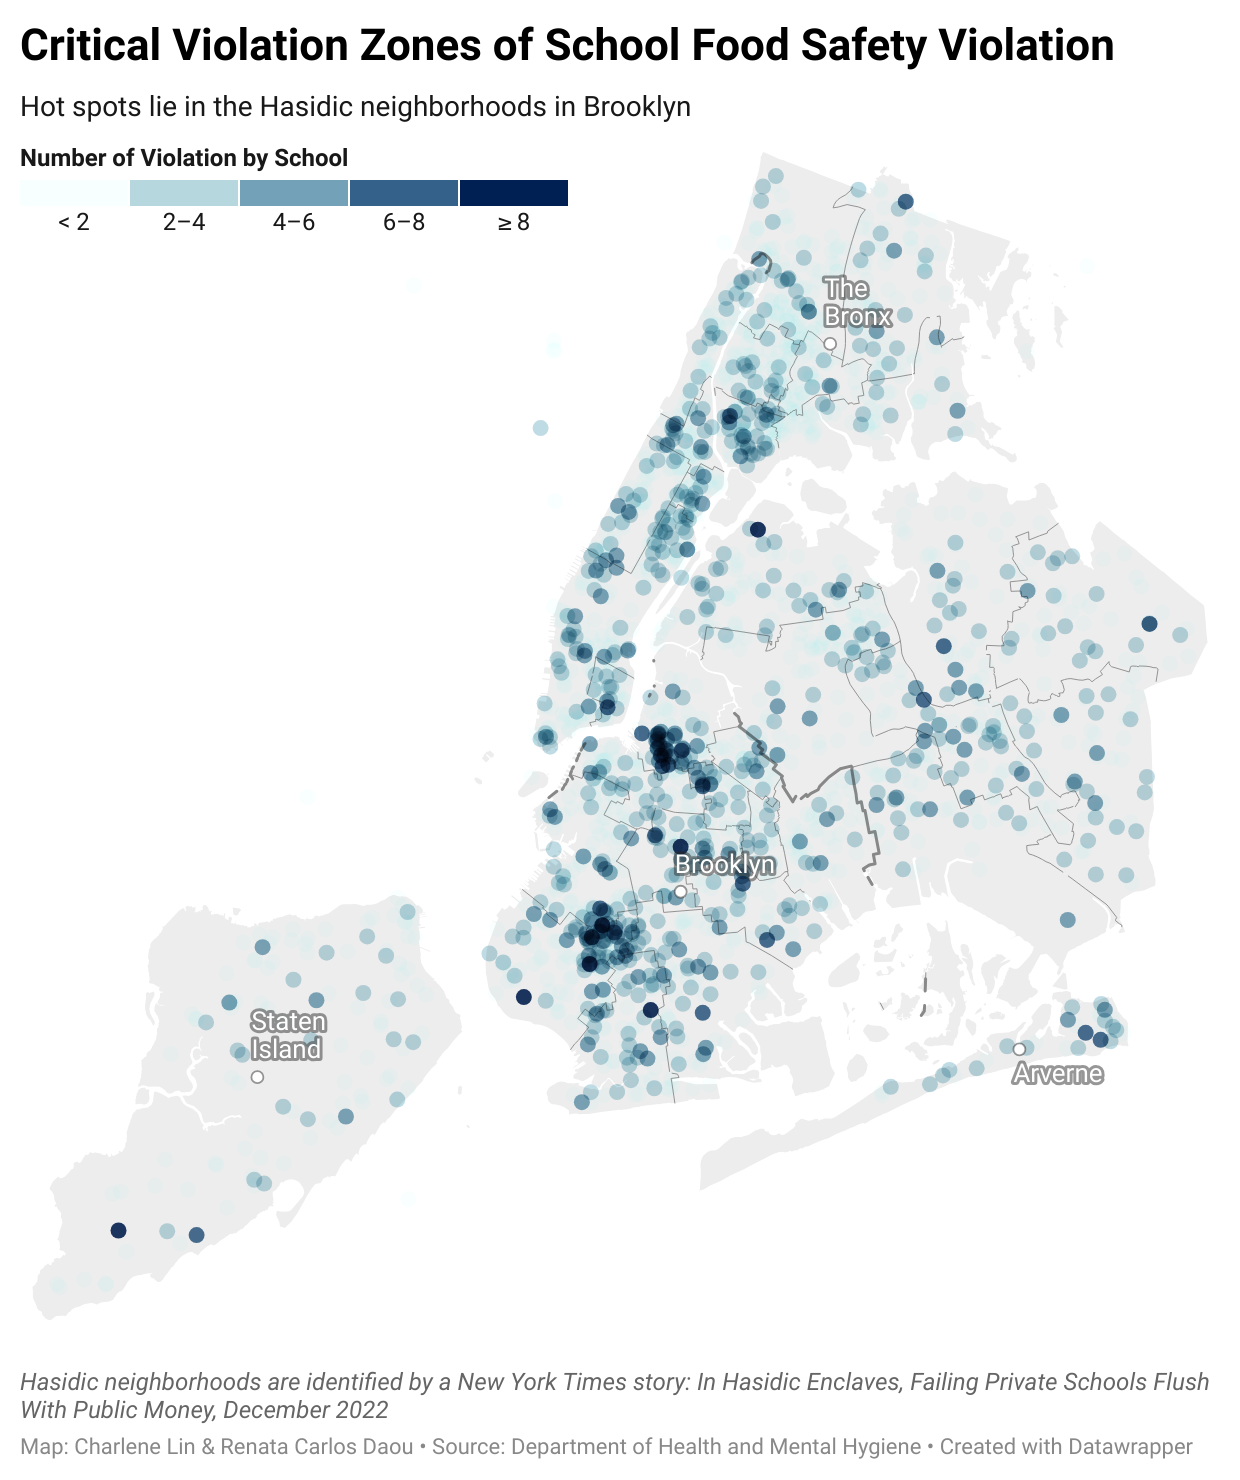 Critical Violation Zones of School Food Safety Violation
Hot spots lie in the Hasidic neighborhoods in Brooklyn
Number of Violation by School
< 2 2–4 4–6 6–8 ≥ 8
The
Bronx
Brooklyn
Staten
Island
Arverne
Hasidic neighborhoods are identified by a New York Times story: In Hasidic Enclaves, Failing Private Schools Flush
With Public Money, December 2022
Map: Charlene Lin & Renata Carlos Daou • Source: Department of Health and Mental Hygiene • Created with Datawrapper